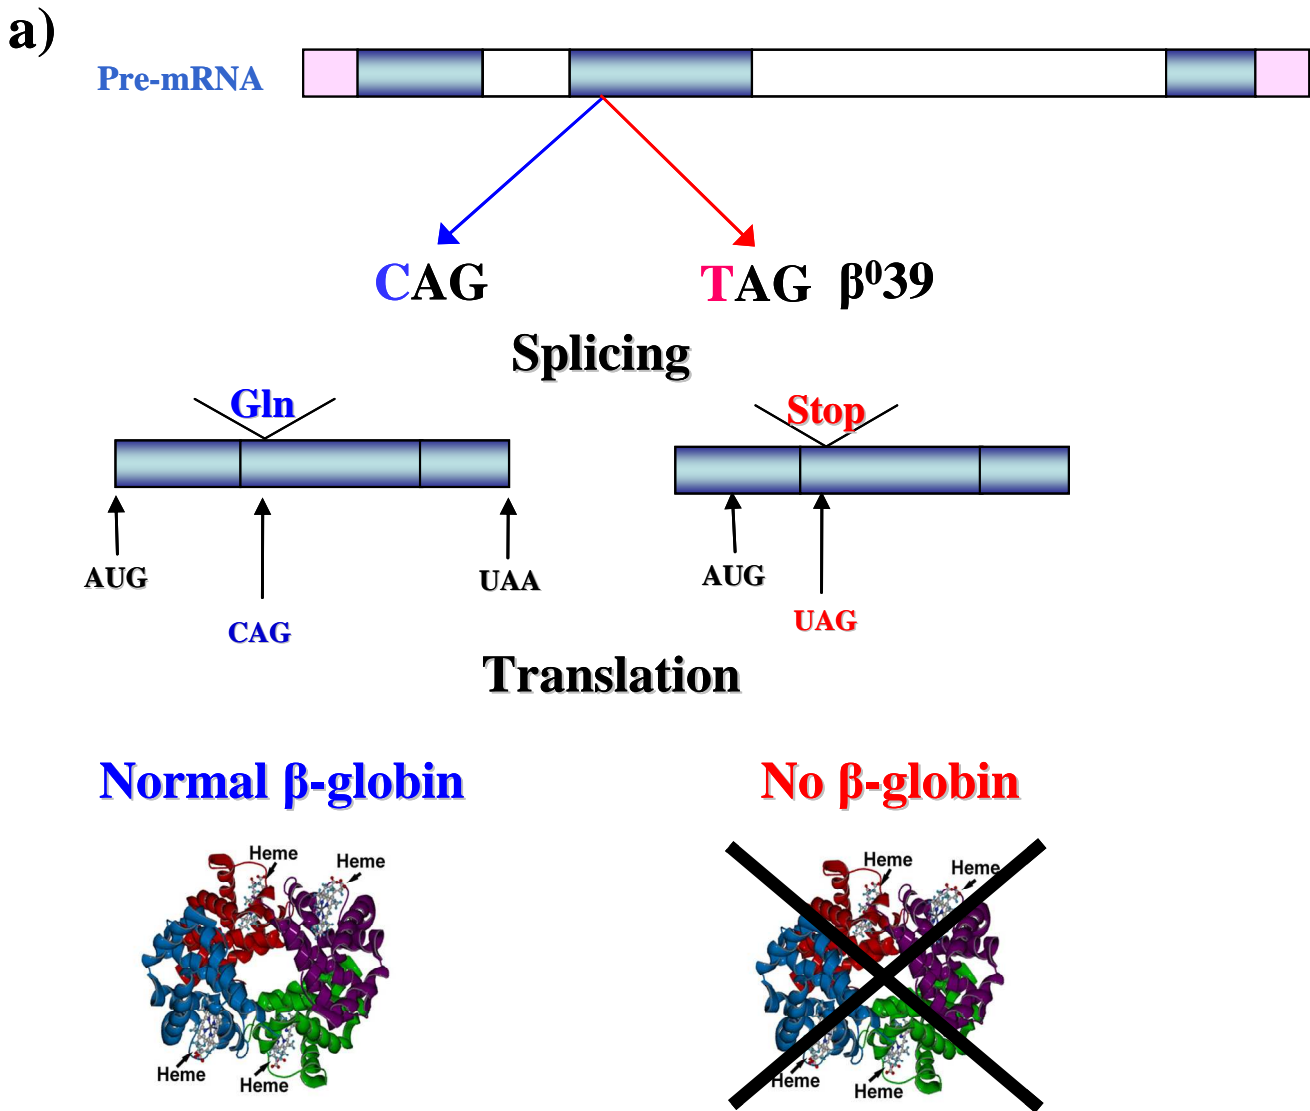 a)
Pre-mRNA
CAG
TAG β⁰39
Splicing
Gln
Stop
AUG
UAA
CAG
AUG
UAG
Translation
Normal β-globin
No β-globin
Heme
Heme
Heme
Heme
Heme
Heme
Heme
Heme